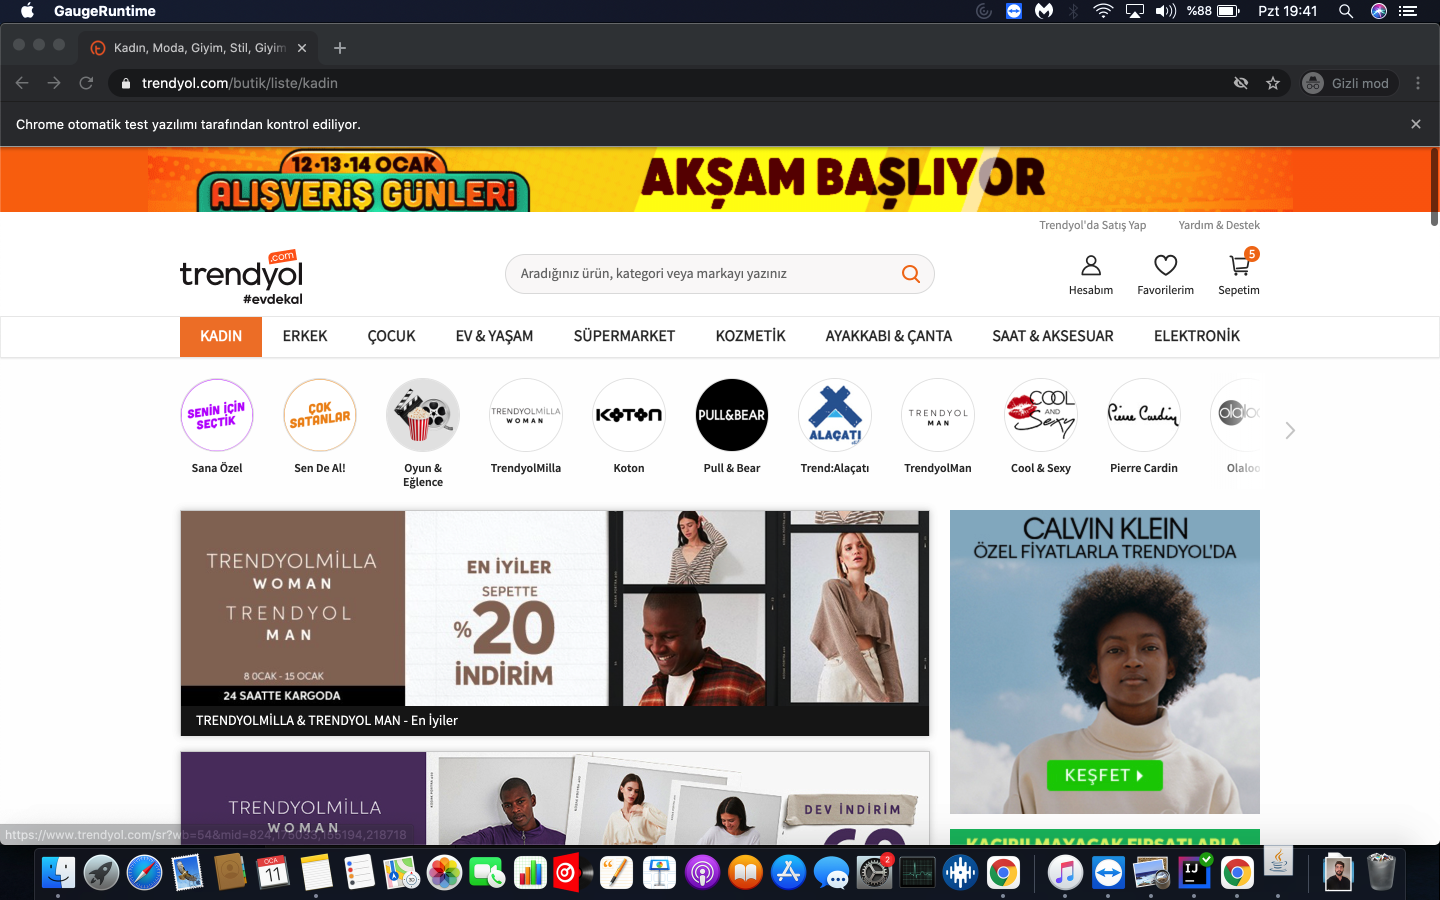 GaugeRuntime
%88
Pzt 19:41
Kadın, Moda, Giyim, Stil, Giyim
trendyol.com/butik/liste/kadin
Gizli mod
Chrome otomatik test yazılımı tarafından kontrol ediliyor.
12•13•14 OCAK
ALIŞVERİŞ GÜNLERİ
AKŞAM BAŞLIYOR
Trendyol'da Satış Yap
Yardım & Destek
trendyol.com
#evdekal
Aradığınız ürün, kategori veya markayı yazınız
5
Hesabım
Favorilerim
Sepetim
KADIN ERKEK ÇOCUK EV & YAŞAM SÜPERMARKET KOZMETİK AYAKKABI & ÇANTA SAAT & AKSESUAR ELEKTRONİK
SENİN İÇİN SEÇTİK
ÇOK SATANLAR
TRENDYOLMILLA WOMAN
KOTON
PULL&BEAR
ALAÇATI
TRENDYOL MAN
COOL AND Sexy
Pierre Cardin
Sana Özel
Sen De Al!
Oyun & Eğlence
TrendyolMilla
Koton
Pull & Bear
Trend:Alaçatı
TrendyolMan
Cool & Sexy
Pierre Cardin
Olaloo
TRENDYOLMİLLA
WOMAN
TRENDYOL
MAN
8 OCAK - 15 OCAK
24 SAATTE KARGODA
EN İYİLER
SEPETTE
%20
İNDİRİM
TRENDYOLMİLLA & TRENDYOL MAN - En İyiler
CALVIN KLEIN
ÖZEL FİYATLARLA TRENDYOL'DA
KEŞFET
TRENDYOLMİLLA
WOMAN
DEV İNDİRİM
KAÇIRILMAYACAK FIRSATLARLA
https://www.trendyol.com/sr?wb=54&mid=824,175033,155194,218718
OCA
11
2
IJ